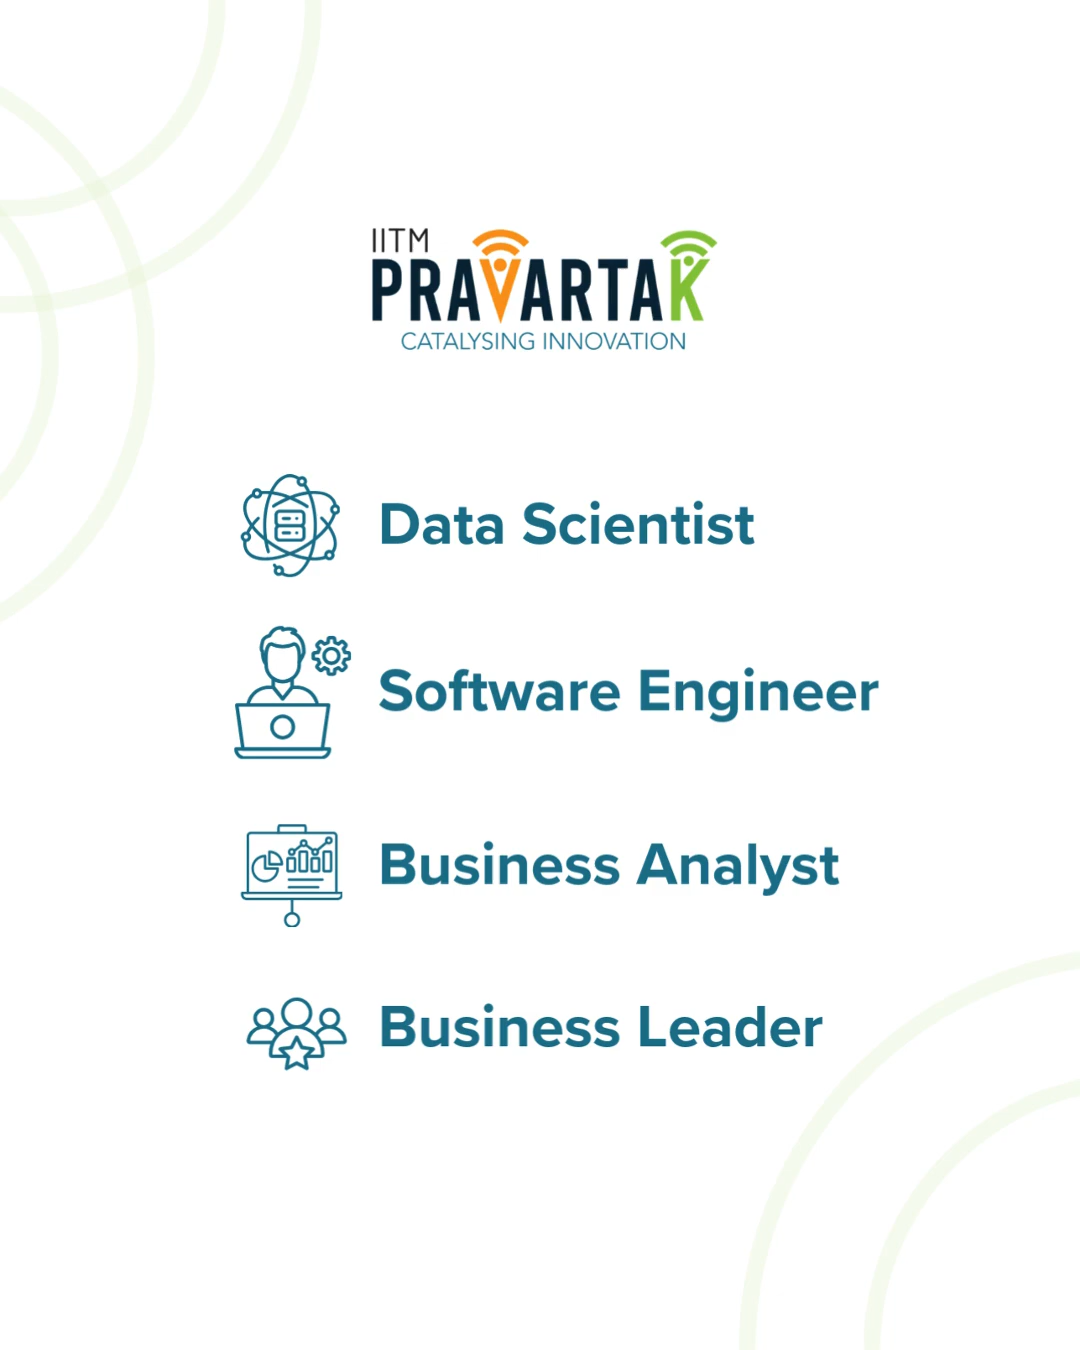 IITM
PRAVARTAK
CATALYSING INNOVATION
Data Scientist
Software Engineer
Business Analyst
Business Leader